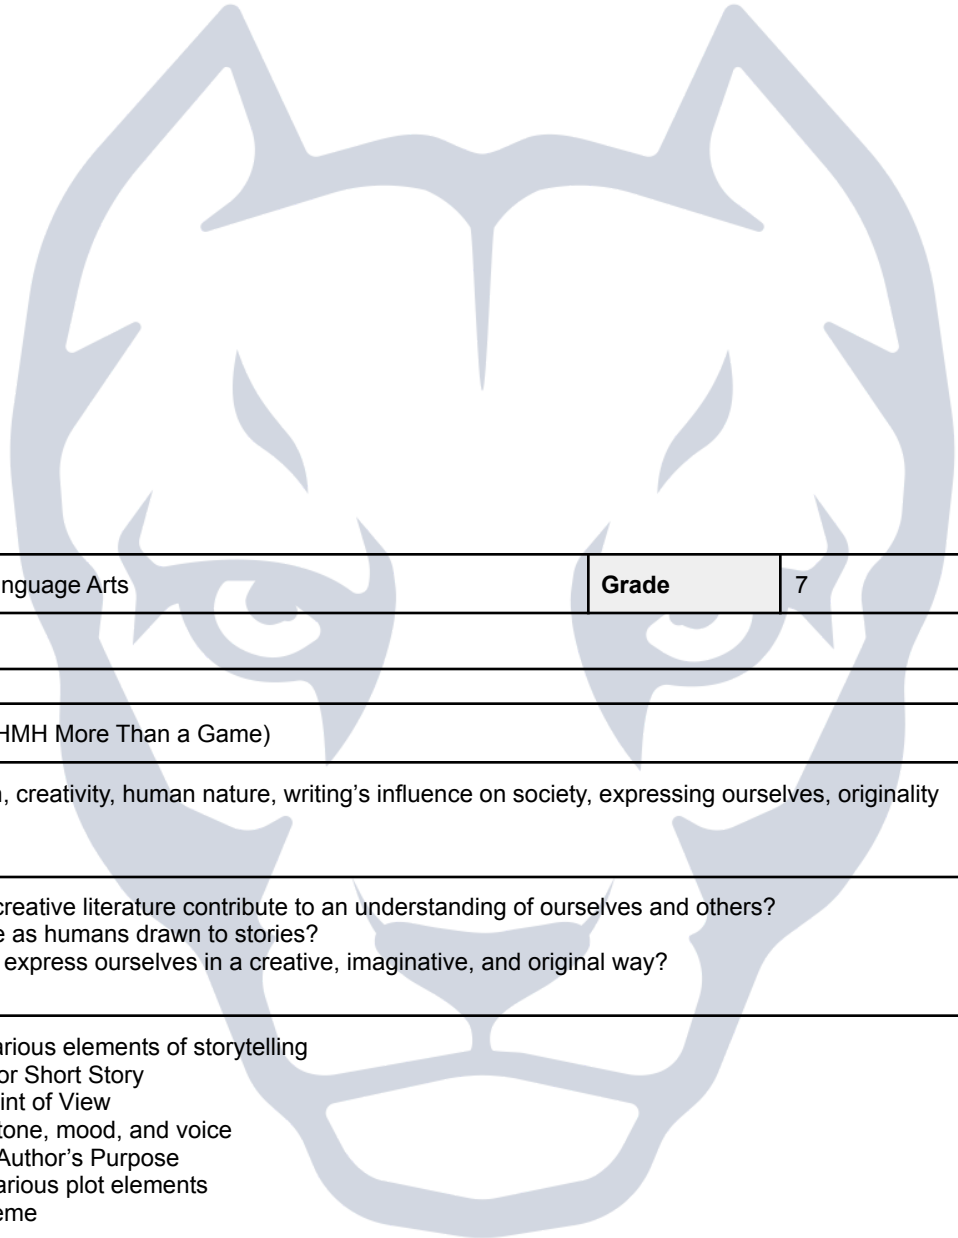 nguage Arts Grade 7
HMH More Than a Game)
, creativity, human nature, writing’s influence on society, expressing ourselves, originality
creative literature contribute to an understanding of ourselves and others?
e as humans drawn to stories?
express ourselves in a creative, imaginative, and original way?
arious elements of storytelling
or Short Story
int of View
tone, mood, and voice
Author’s Purpose
arious plot elements
eme